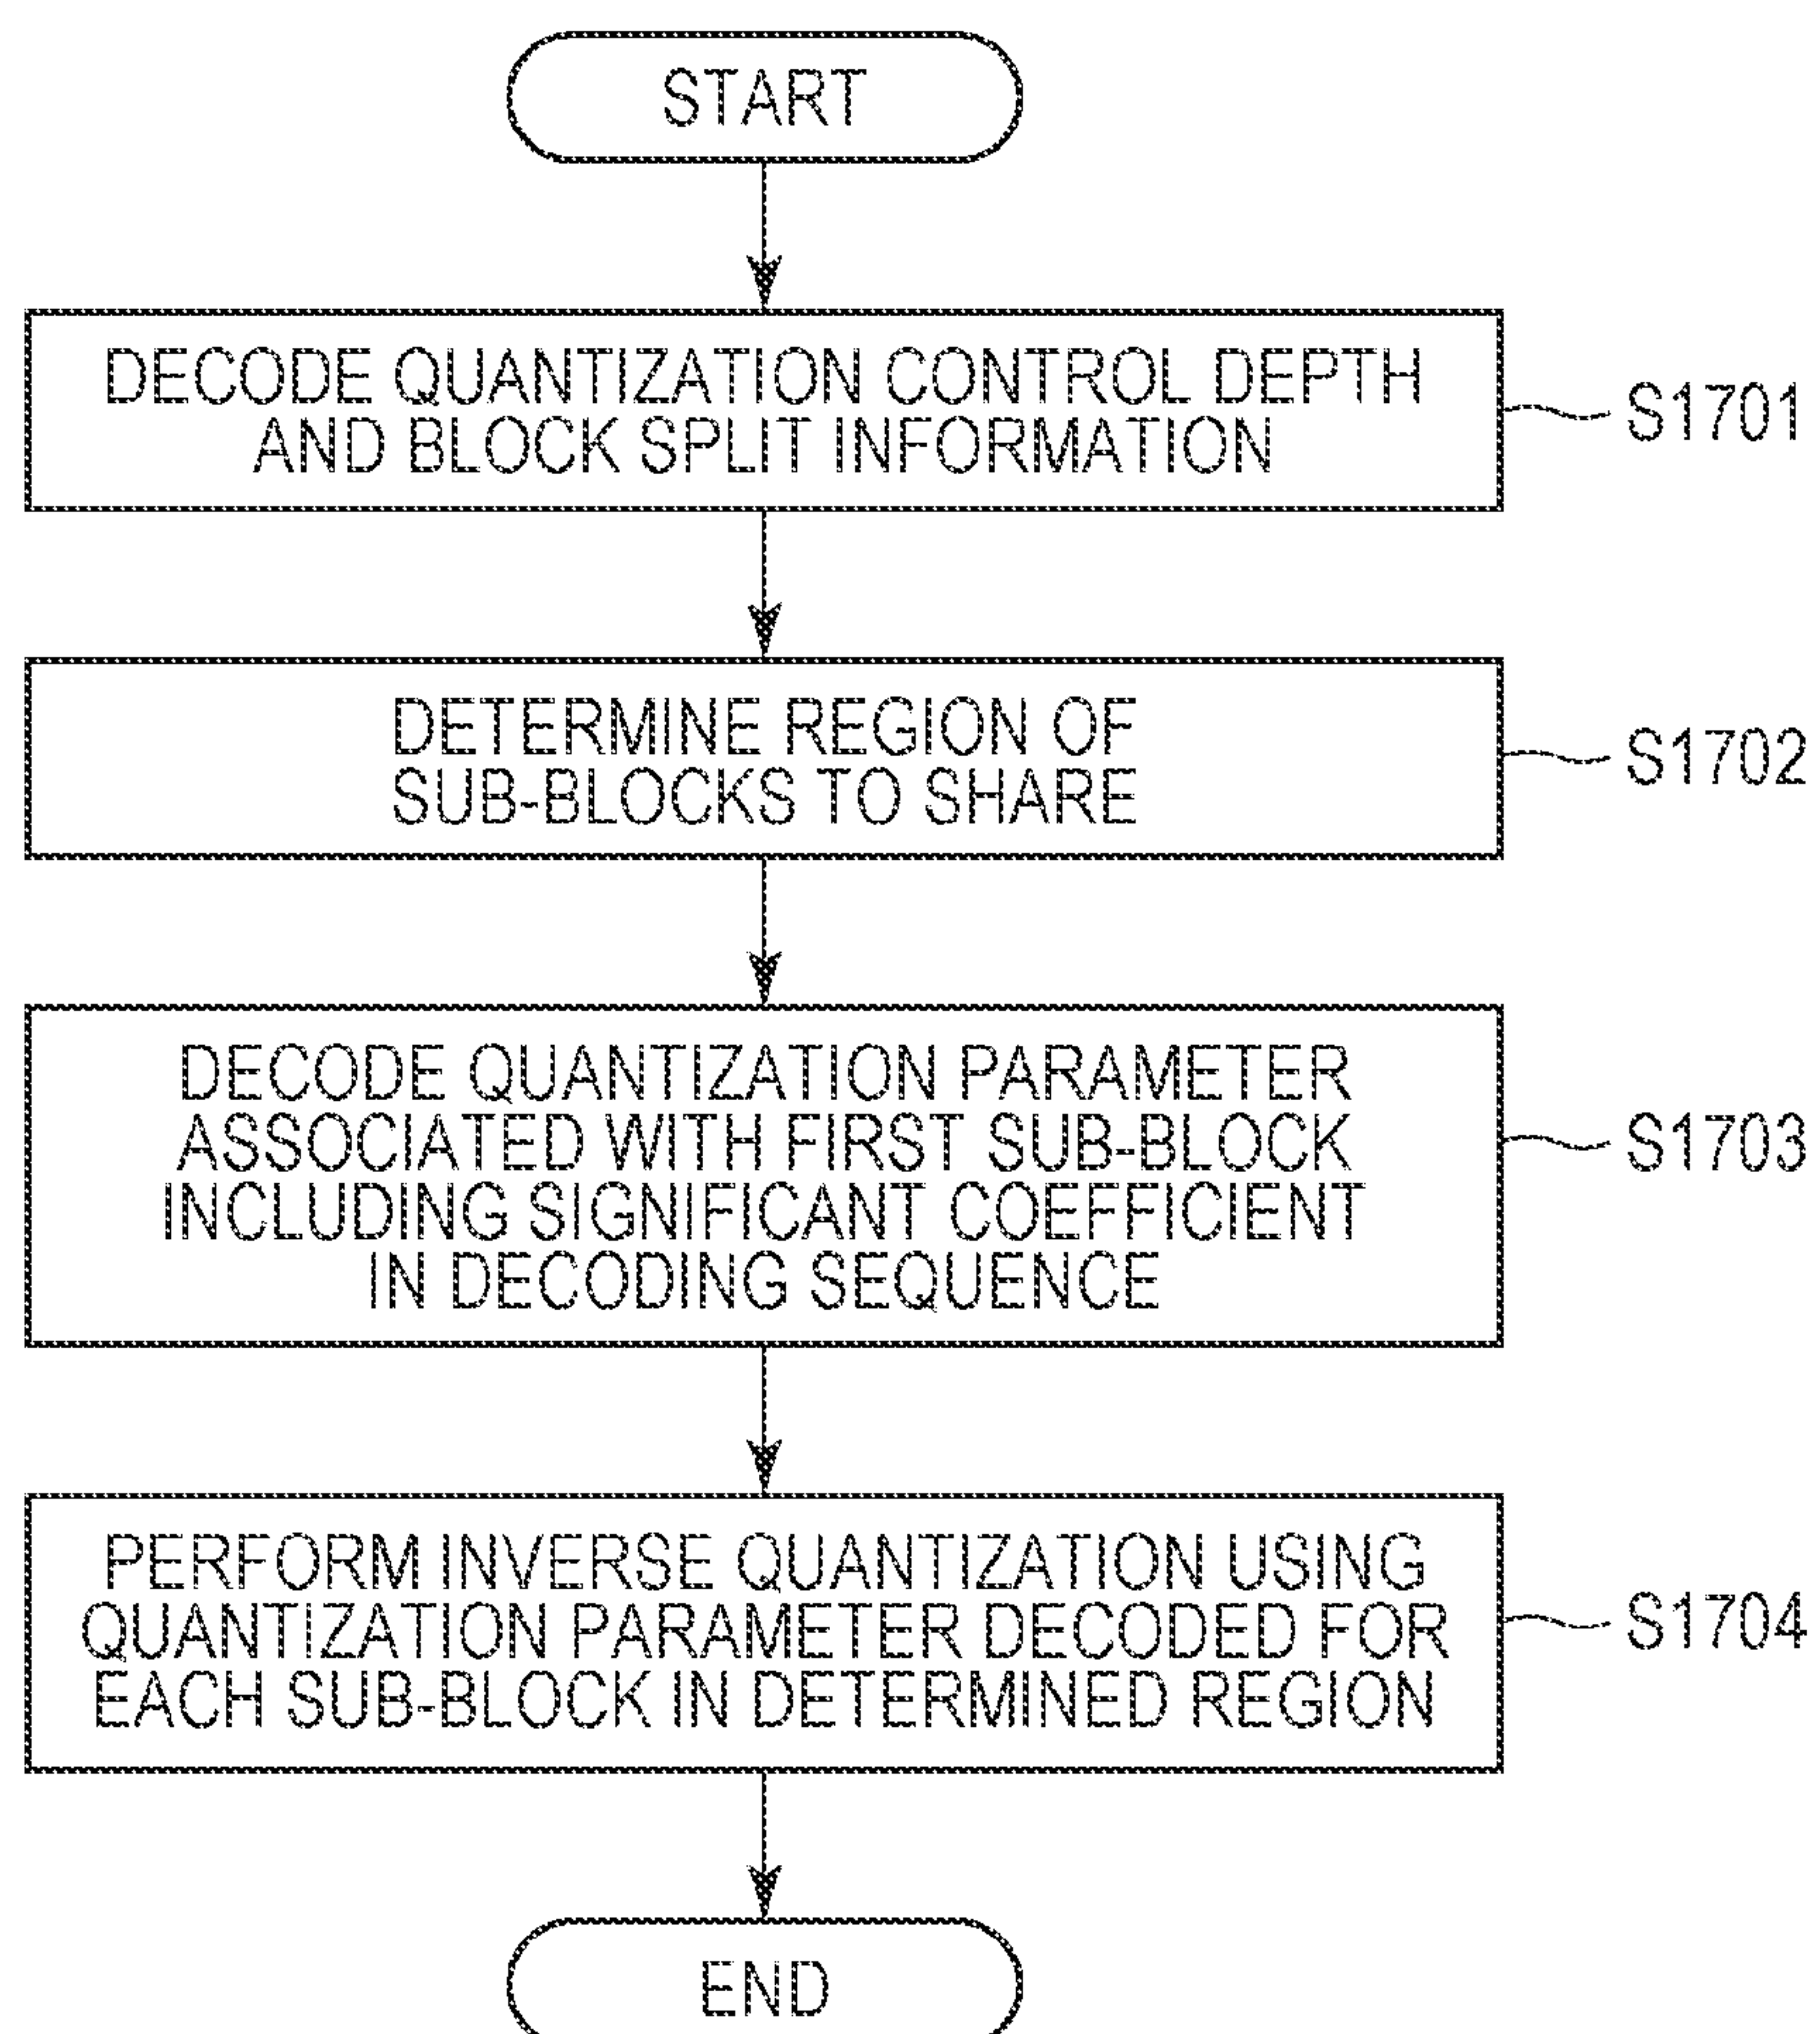 START
DECODE QUANTIZATION CONTROL DEPTH
AND BLOCK SPLIT INFORMATION
S1701
DETERMINE REGION OF
SUB-BLOCKS TO SHARE
S1702
DECODE QUANTIZATION PARAMETER
ASSOCIATED WITH FIRST SUB-BLOCK
INCLUDING SIGNIFICANT COEFFICIENT
IN DECODING SEQUENCE
S1703
PERFORM INVERSE QUANTIZATION USING
QUANTIZATION PARAMETER DECODED FOR
EACH SUB-BLOCK IN DETERMINED REGION
S1704
END